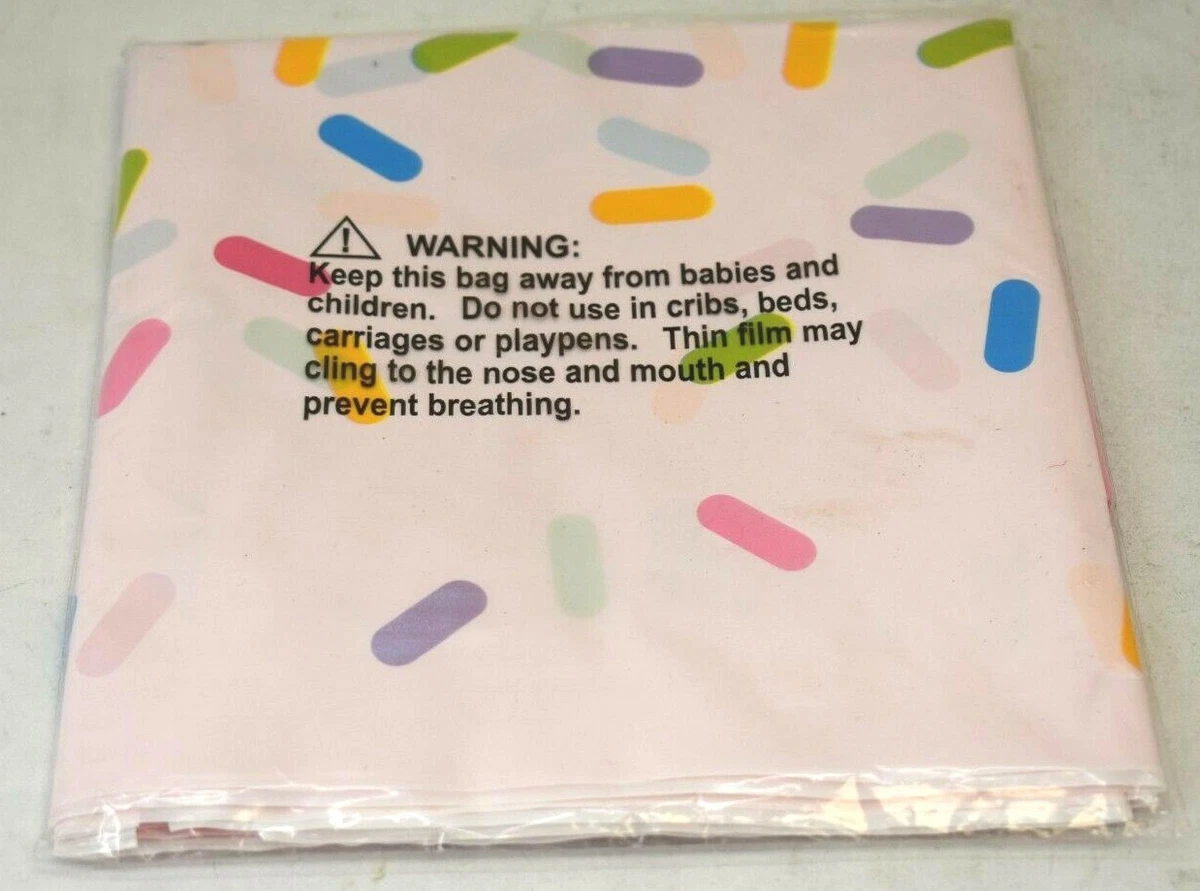 ! WARNING:
Keep this bag away from babies and
children. Do not use in cribs, beds,
carriages or playpens. Thin film may
cling to the nose and mouth and
prevent breathing.